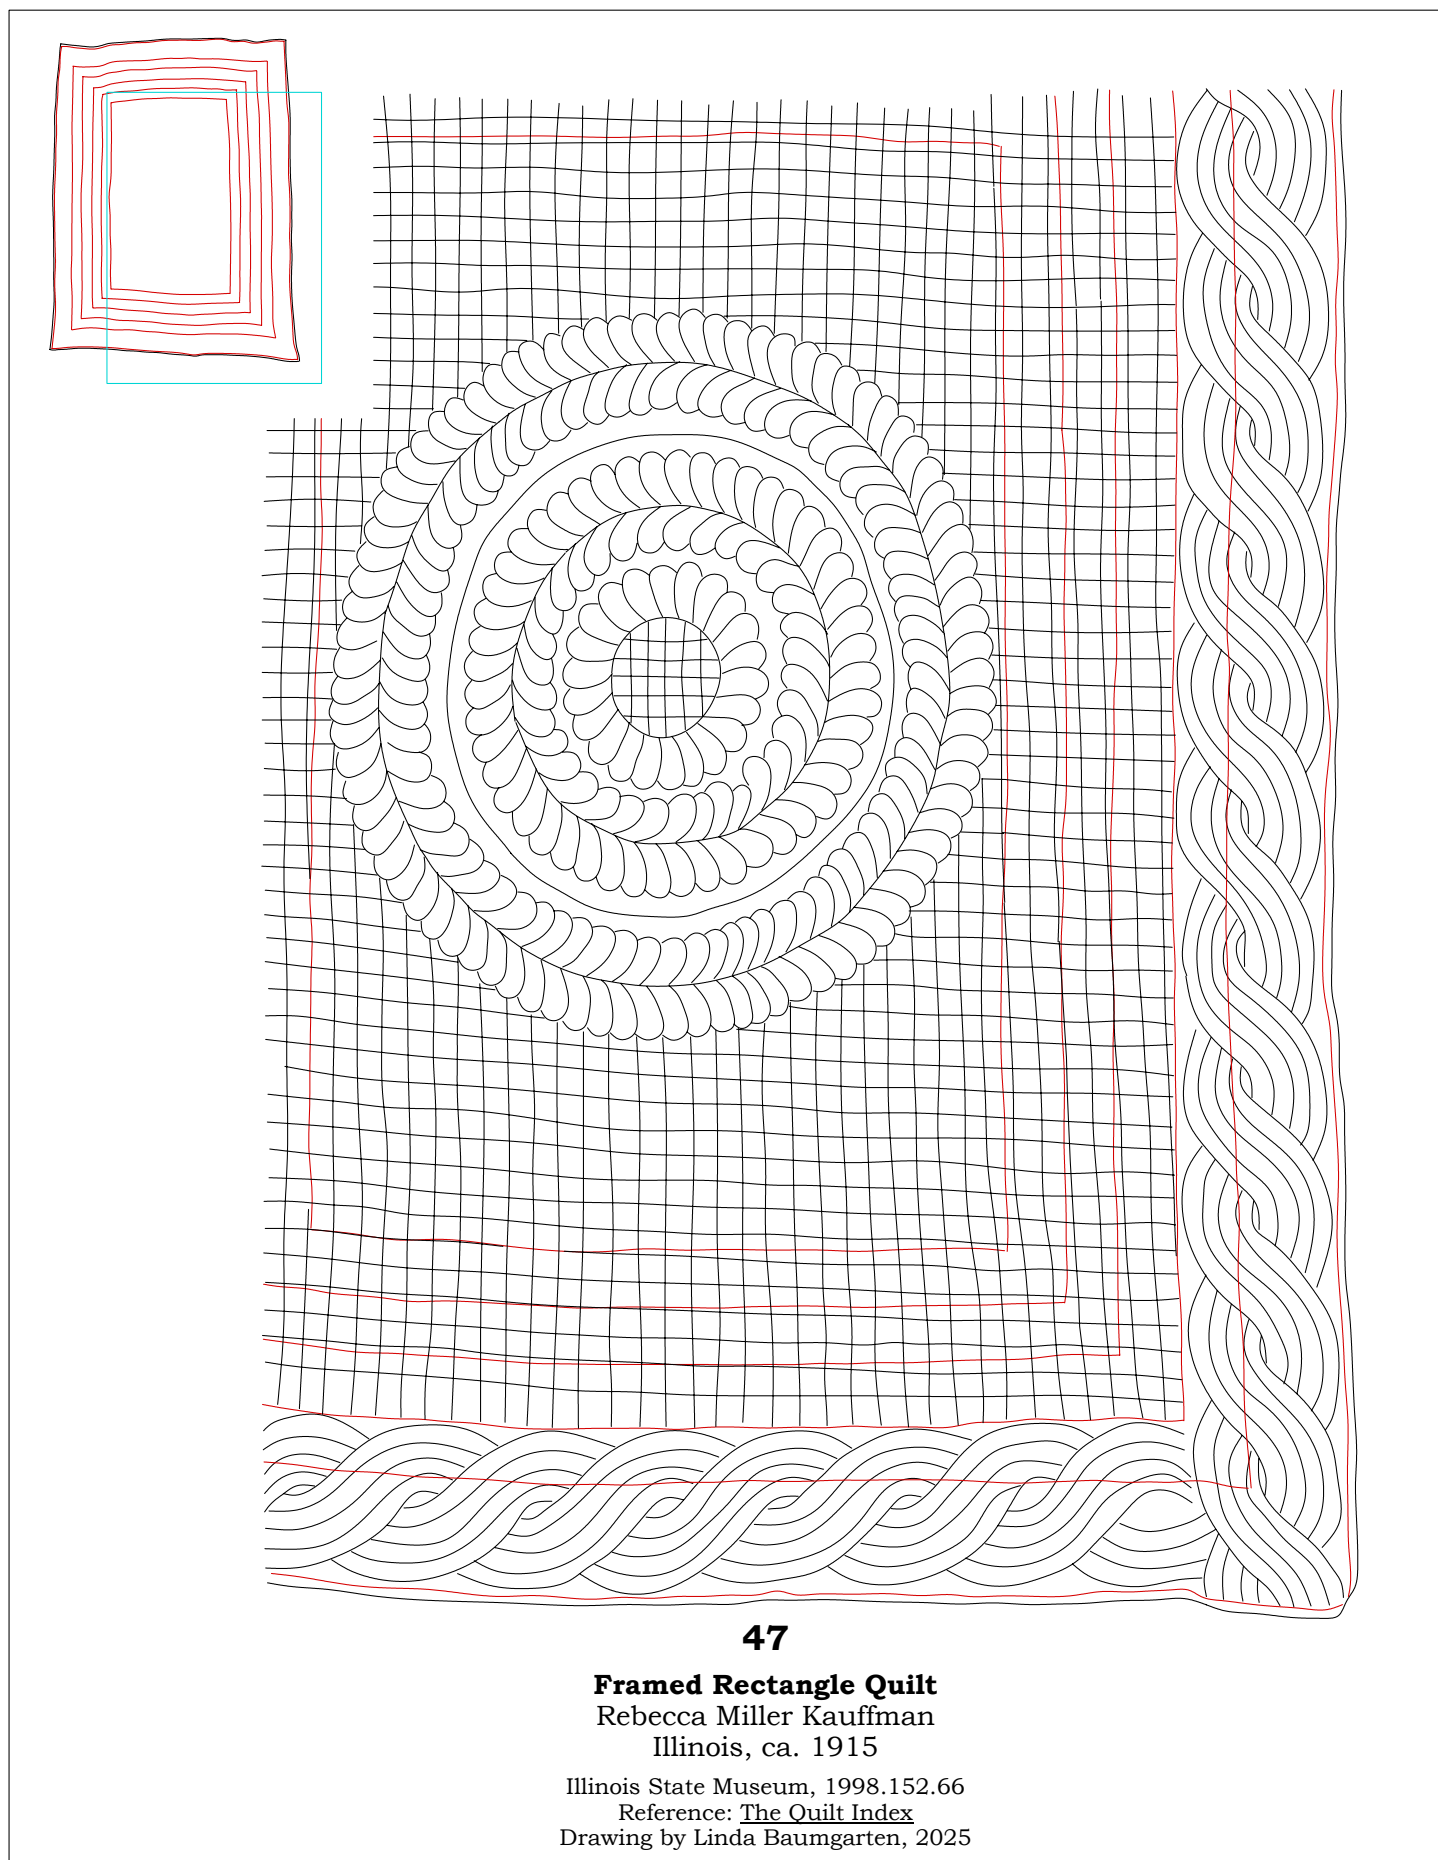 47
Framed Rectangle Quilt
Rebecca Miller Kauffman
Illinois, ca. 1915
Illinois State Museum, 1998.152.66
Reference: The Quilt Index
Drawing by Linda Baumgarten, 2025